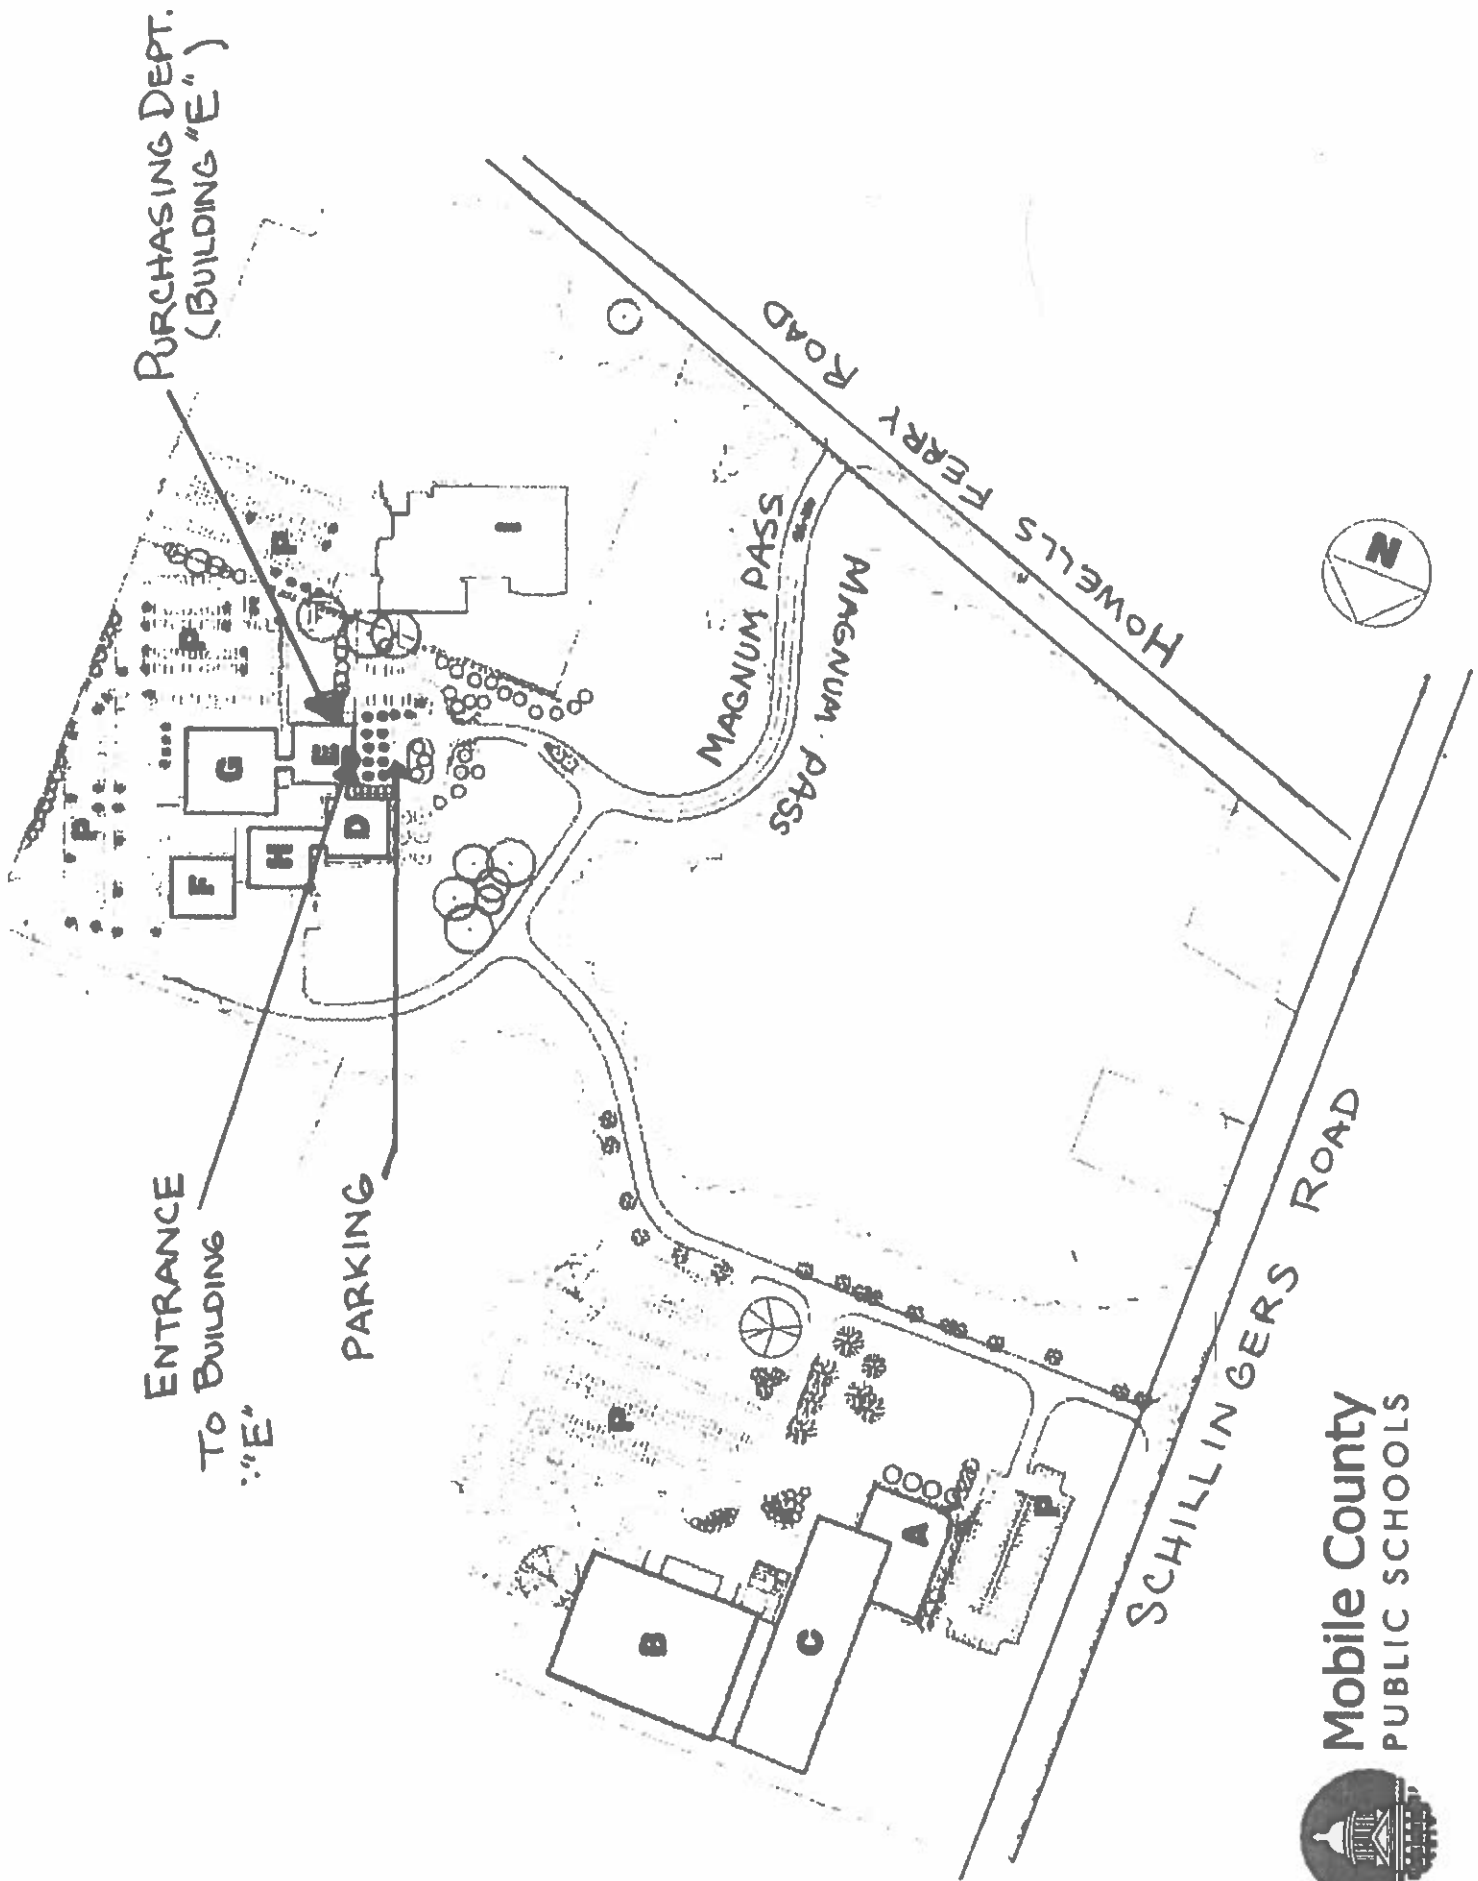 PURCHASING DEPT.
(BUILDING "E")
ENTRANCE
TO BUILDING
"E"
PARKING
P
P
P
G
E
F
H
D
I
MAGNUM PASS
MAGNUM PASS
HOWELLS FERRY ROAD
N
P
B
C
A
P
SCHILLINGERS ROAD
Mobile County
PUBLIC SCHOOLS